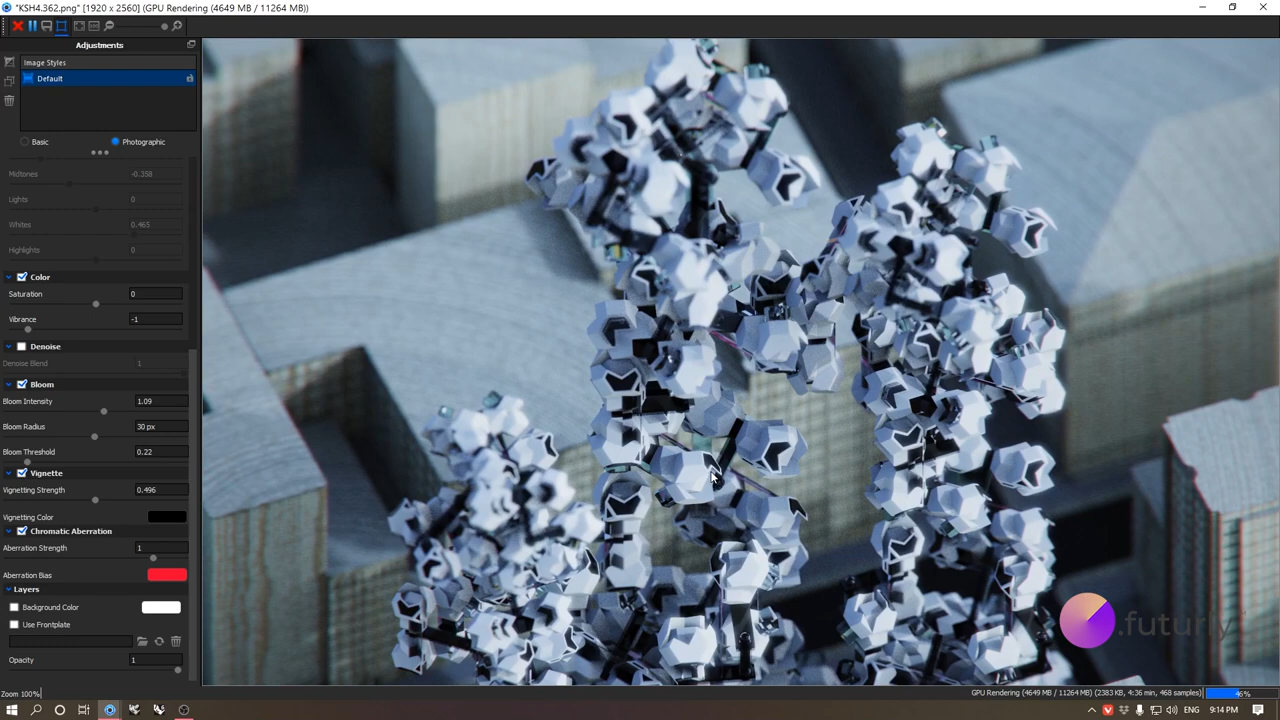 "KSH4.362.png" [1920 x 2560] (GPU Rendering (4649 MB / 11264 MB))
Adjustments
Image Styles
Default
Basic
Photographic
Midtones
-0.358
Lights
0
Whites
0.465
Highlights
0
Color
Saturation
0
Vibrance
-1
Denoise
Denoise Blend
1
Bloom
Bloom Intensity
1.09
Bloom Radius
30 px
Bloom Threshold
0.22
Vignette
Vignetting Strength
0.496
Vignetting Color
Chromatic Aberration
Aberration Strength
1
Aberration Bias
Layers
Background Color
Use Frontplate
Opacity
1
.futurly
Zoom 100%
GPU Rendering (4649 MB / 11264 MB) (2383 KB, 4:36 min, 468 samples)
46%
ENG
9:14 PM